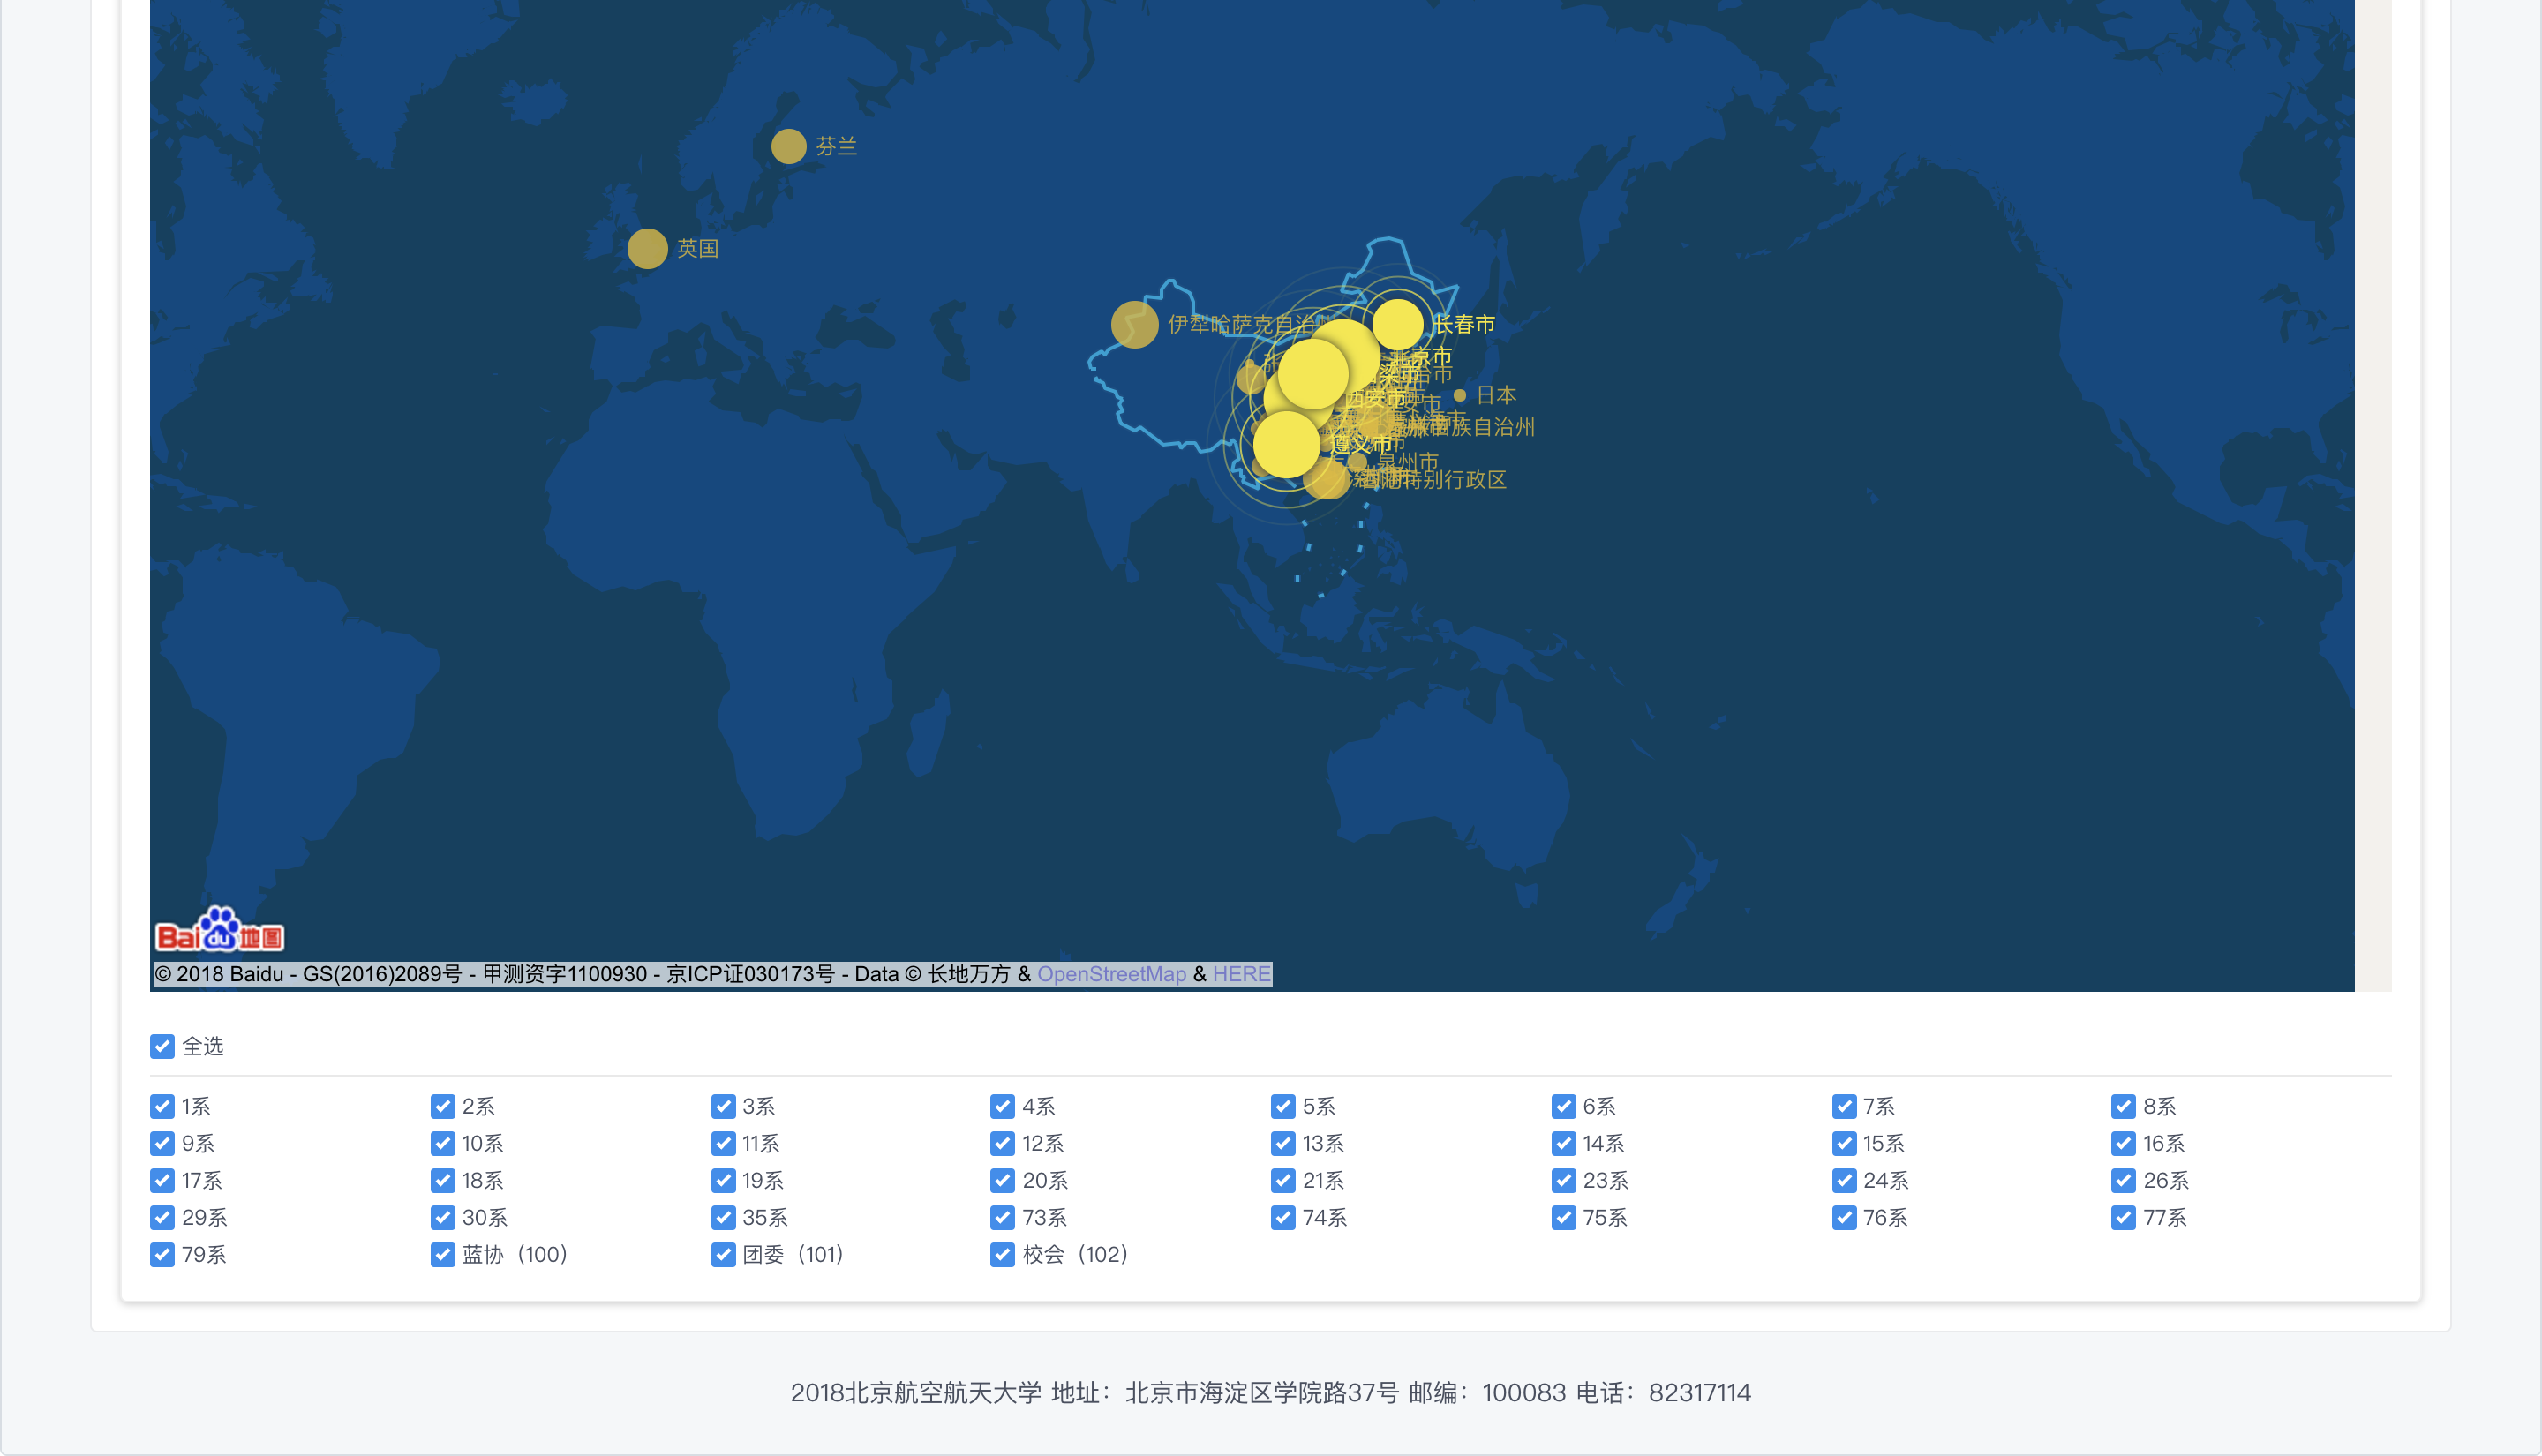 芬兰
英国
伊犁哈萨克自治州
长春市
北京市
日本
西安市
族自治州
遵义市
泉州市
特别行政区
Bai du 地图
© 2018 Baidu - GS(2016)2089号 - 甲测资字1100930 - 京ICP证030173号 - Data © 长地万方 & OpenStreetMap & HERE
全选
1系 2系 3系 4系 5系 6系 7系 8系
9系 10系 11系 12系 13系 14系 15系 16系
17系 18系 19系 20系 21系 23系 24系 26系
29系 30系 35系 73系 74系 75系 76系 77系
79系 蓝协（100） 团委（101） 校会（102）
2018北京航空航天大学 地址：北京市海淀区学院路37号 邮编：100083 电话：82317114